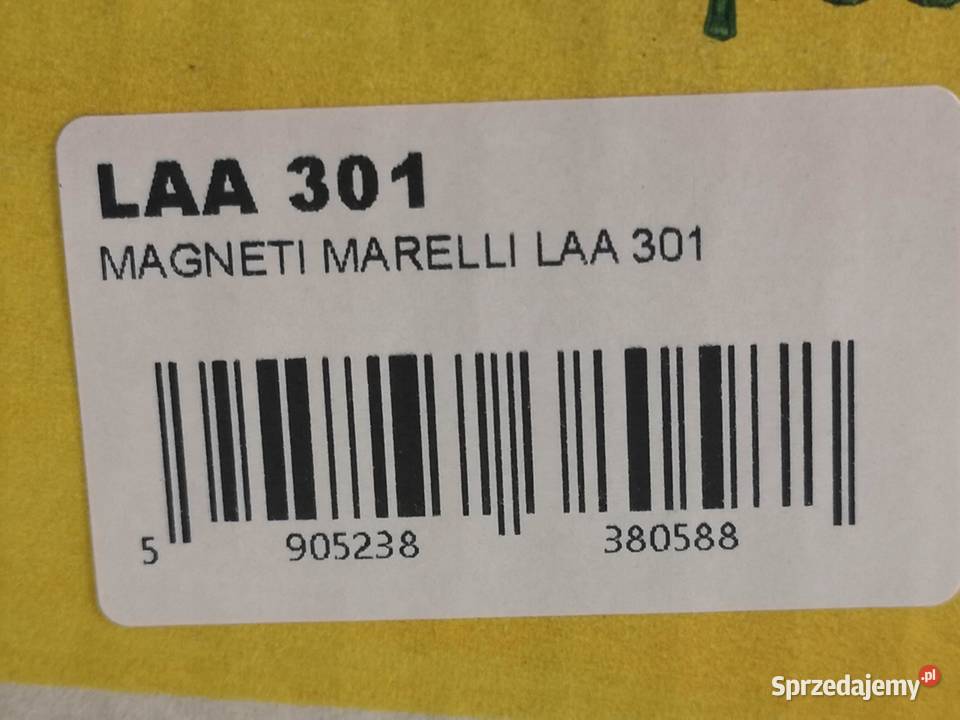 LAA 301
MAGNETI MARELLI LAA 301
5 905238 380588
Sprzedajemy.pl